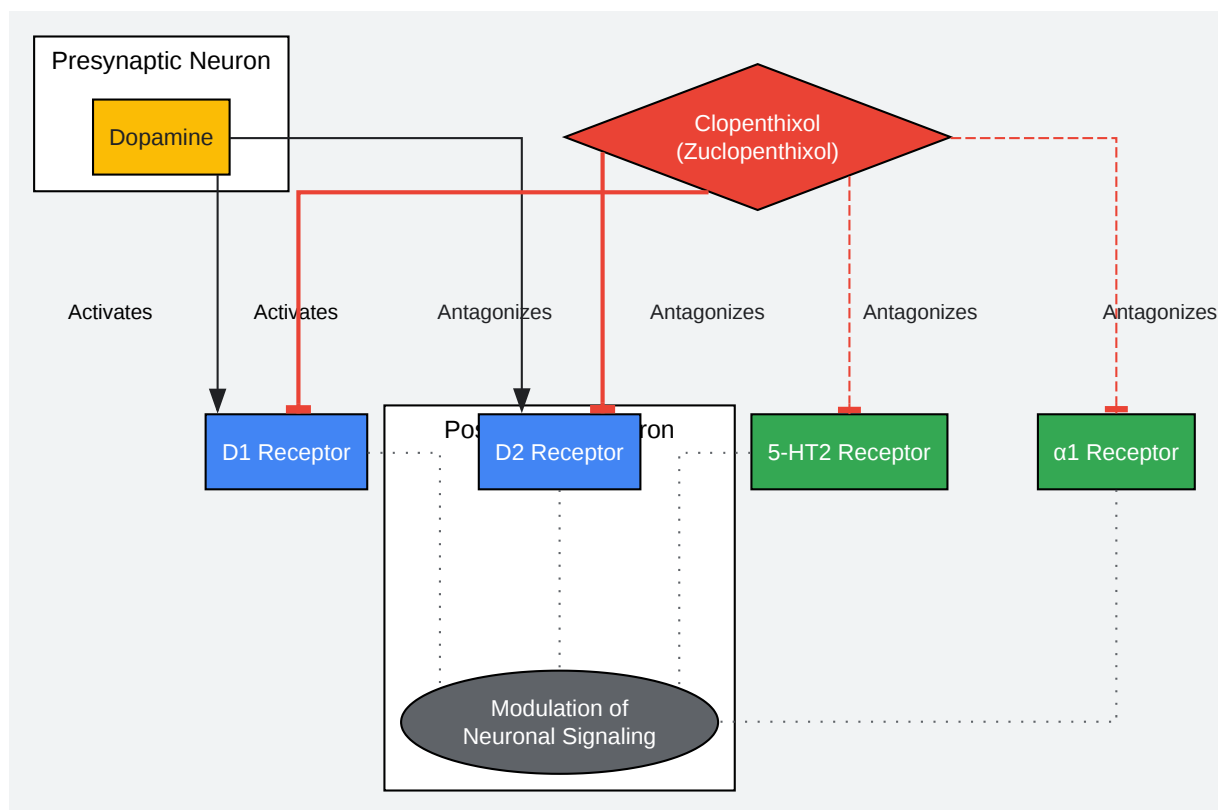 Presynaptic Neuron
Dopamine
Clopenthixol
(Zuclopenthixol)
Activates
Activates
Antagonizes
Antagonizes
Antagonizes
Antagonizes
D1 Receptor
D2 Receptor
5-HT2 Receptor
α1 Receptor
Modulation of
Neuronal Signaling